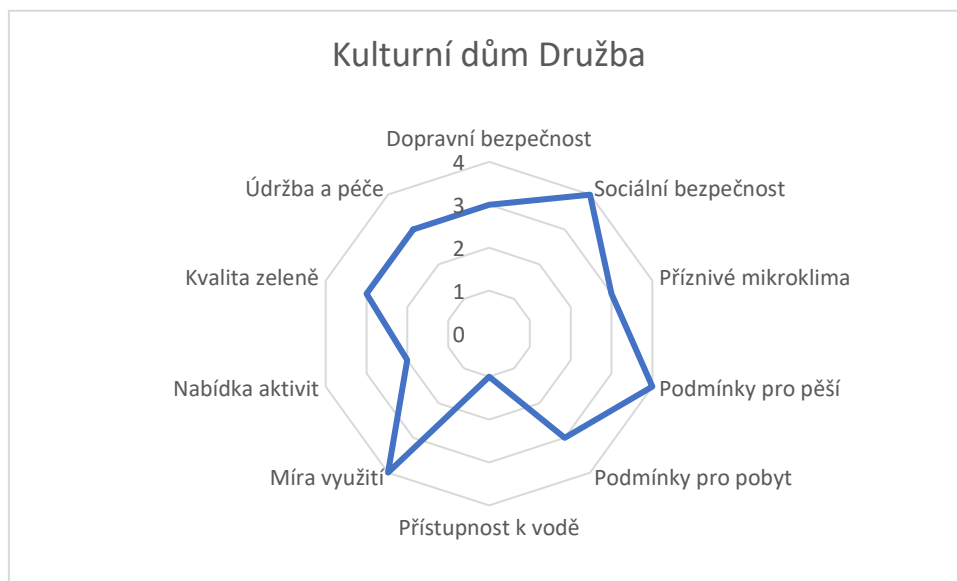 Kulturní dům Družba
Dopravní bezpečnost
4
Údržba a péče
Sociální bezpečnost
3
2
Kvalita zeleně
Příznivé mikroklima
1
0
Nabídka aktivit
Podmínky pro pěší
Míra využití
Podmínky pro pobyt
Přístupnost k vodě